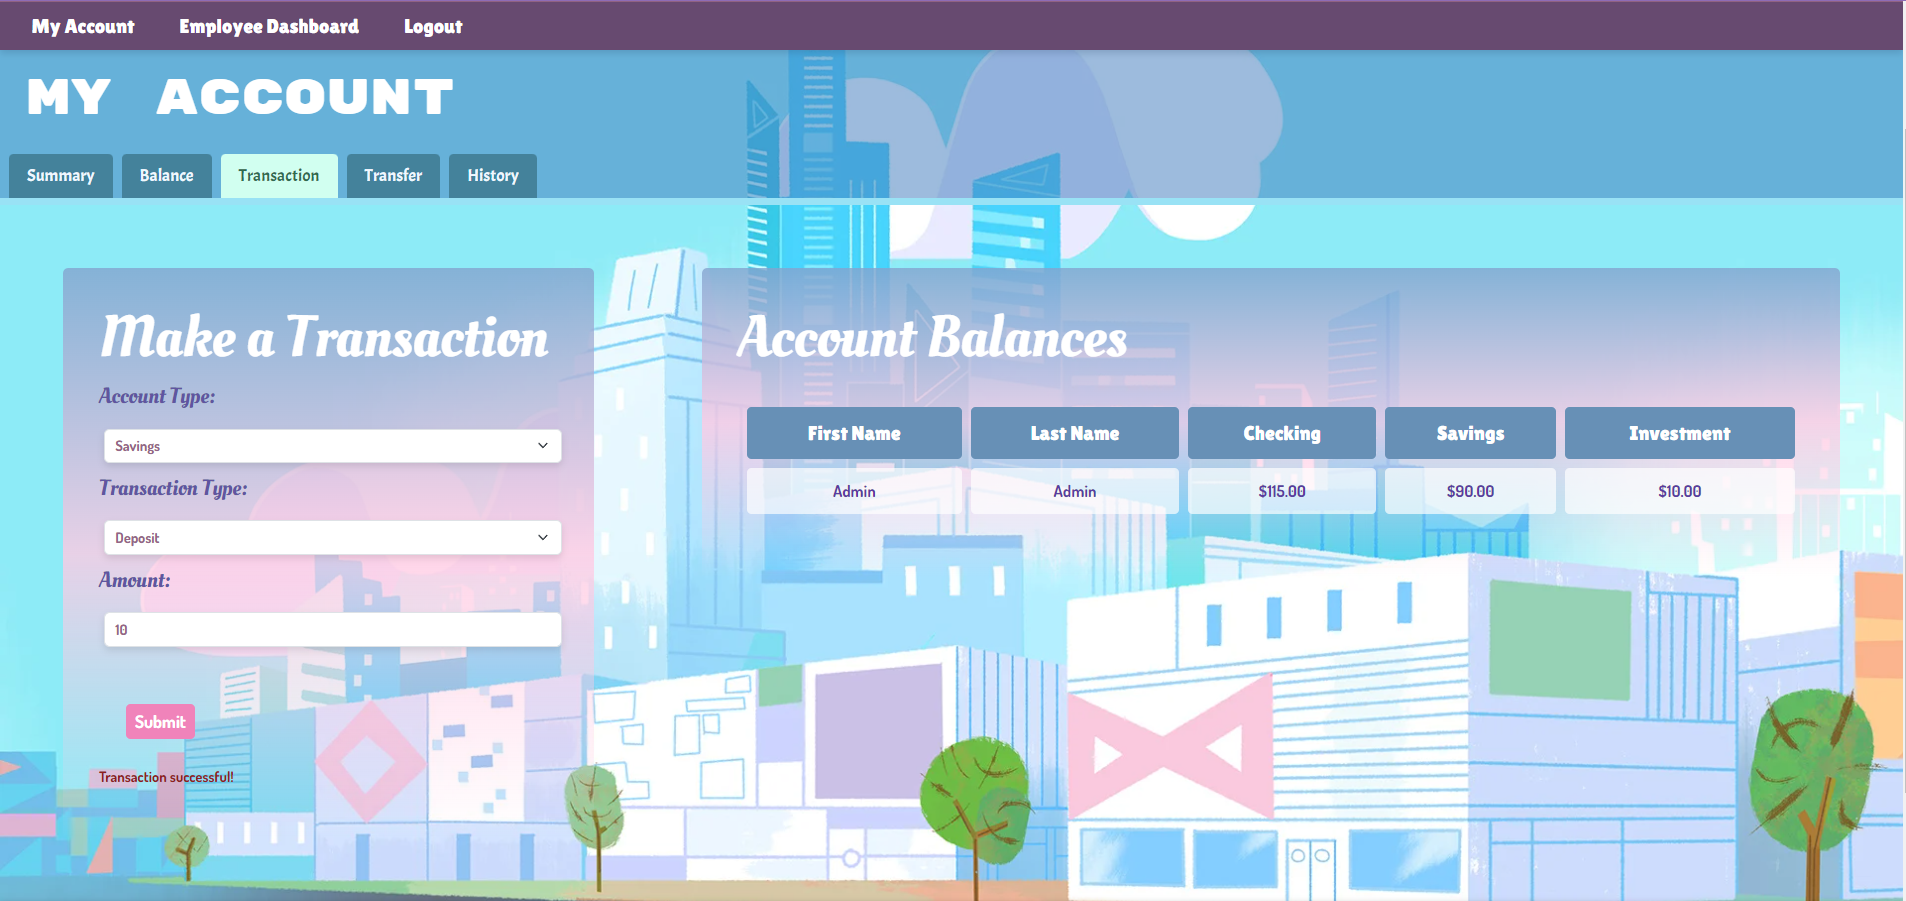 My Account Employee Dashboard Logout
MY ACCOUNT
Summary Balance Transaction Transfer History
Make a Transaction
Account Type:
Savings
Transaction Type:
Deposit
Amount:
10
Submit
Transaction successful!
Account Balances
First Name Last Name Checking Savings Investment
Admin Admin $115.00 $90.00 $10.00